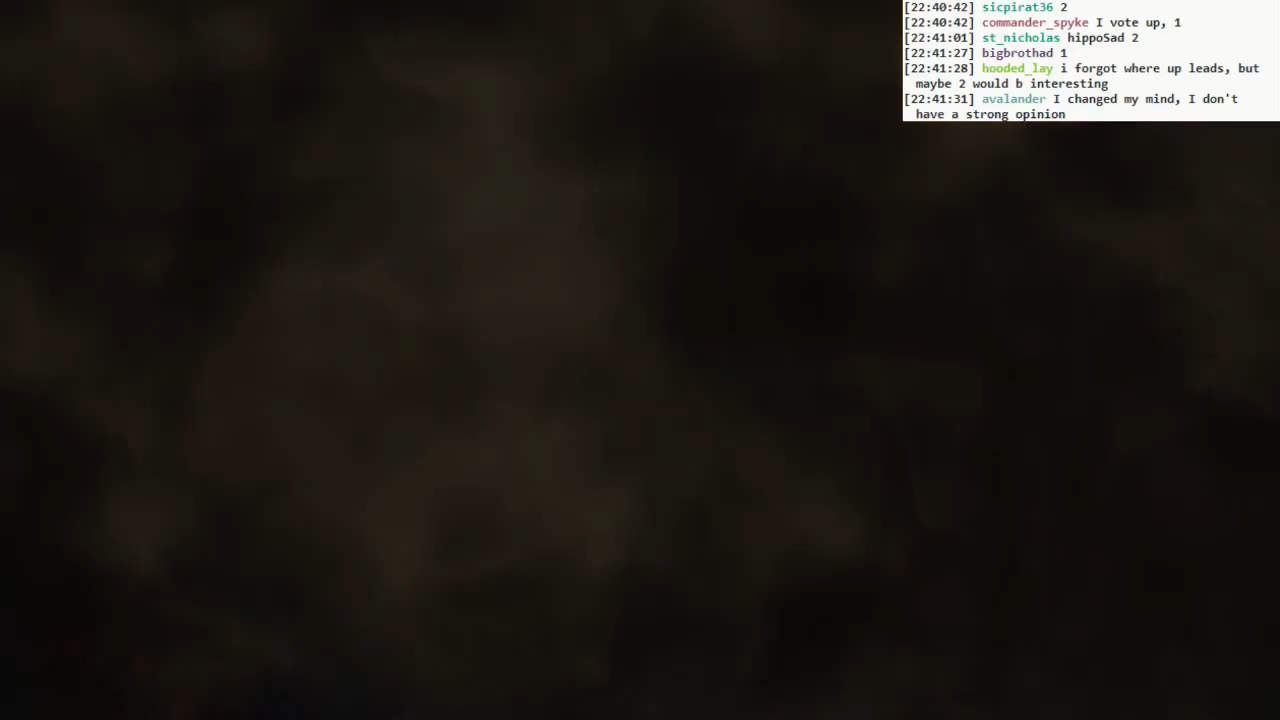 [22:40:42] sicpirat36 2
[22:40:42] commander_spyke I vote up, 1
[22:41:01] st_nicholas hippoSad 2
[22:41:27] bigbrothad 1
[22:41:28] hooded_lay i forgot where up leads, but
maybe 2 would b interesting
[22:41:31] avalander I changed my mind, I don't
have a strong opinion